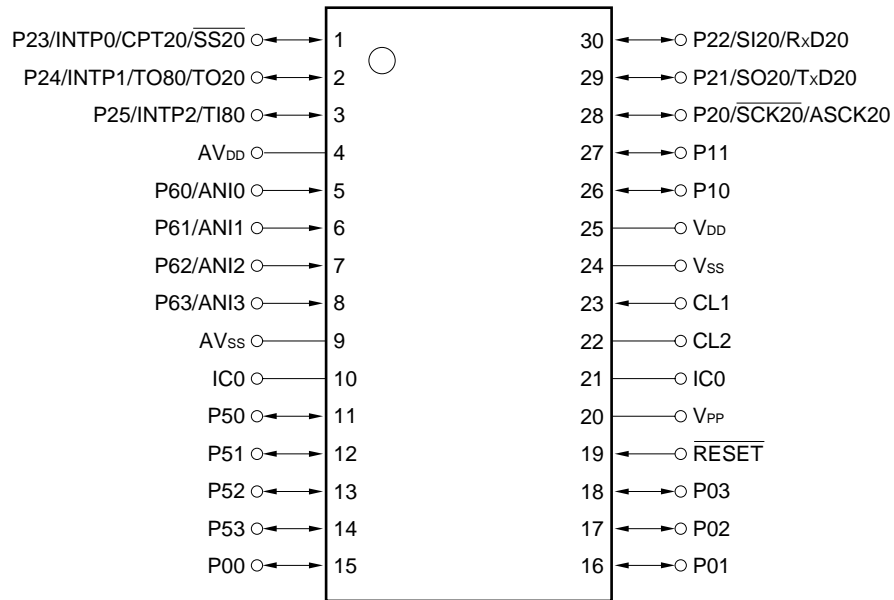 P23/INTP0/CPT20/SS20 1 30 P22/SI20/RxD20
P24/INTP1/TO80/TO20 2 29 P21/SO20/TxD20
P25/INTP2/TI80 3 28 P20/SCK20/ASCK20
AVDD 4 27 P11
P60/ANI0 5 26 P10
P61/ANI1 6 25 VDD
P62/ANI2 7 24 VSS
P63/ANI3 8 23 CL1
AVSS 9 22 CL2
IC0 10 21 IC0
P50 11 20 VPP
P51 12 19 RESET
P52 13 18 P03
P53 14 17 P02
P00 15 16 P01